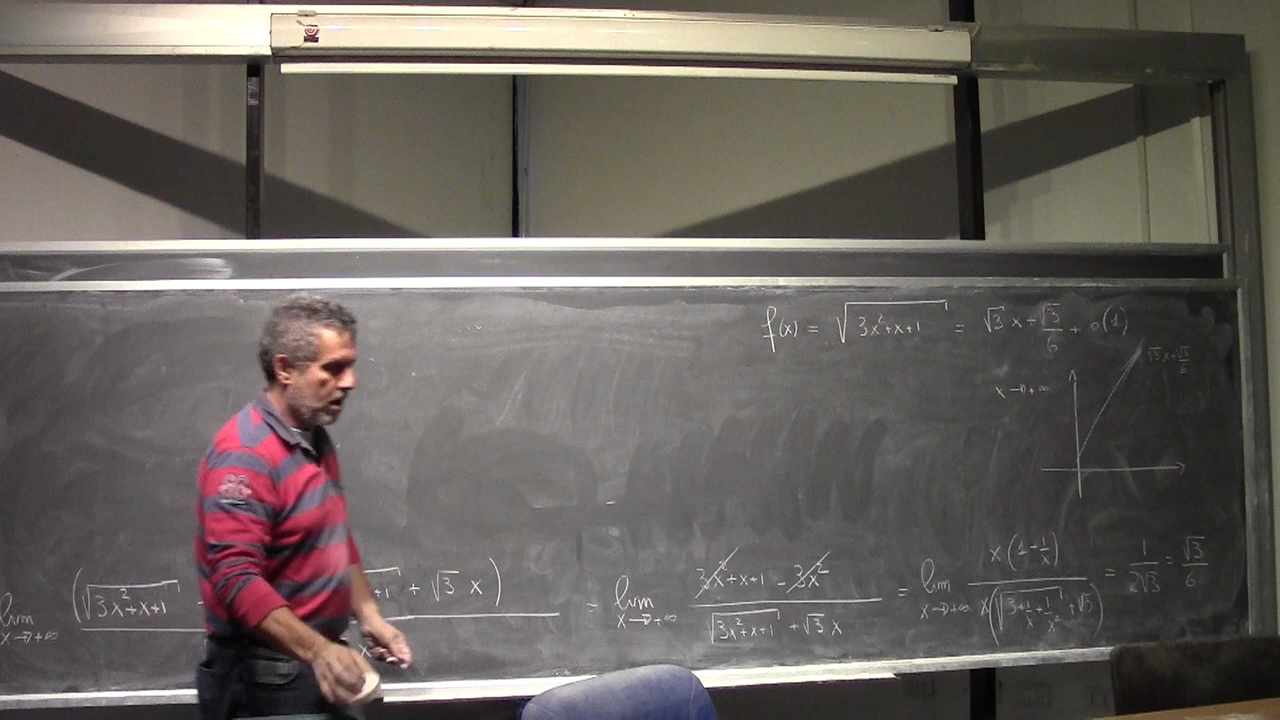 f(x) = √(3x²+x+1) = √3 x + √3/6 + o(1)
√3 x + √3/6
x → +∞
lim x→+∞ (√(3x²+x+1) - +1 + √3 x) = lim x→+∞ (3x²+x+1 - 3x²)/(√(3x²+x+1) + √3 x) = lim x→+∞ x(1+1/x)/(x(√(3+1/x+1/x²) + √3)) = 1/(2√3) = √3/6